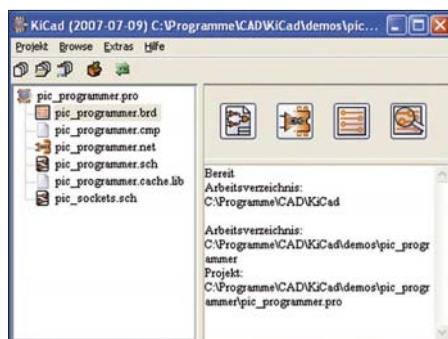 KiCad (2007-07-09) C:\Programme\CAD\KiCad\demos\pic...
Projekt Browse Extras Hilfe
pic_programmer.pro
pic_programmer.brd
pic_programmer.cmp
pic_programmer.net
pic_programmer.sch
pic_programmer.cache.lib
pic_sockets.sch
Bereit
Arbeitsverzeichnis:
C:\Programme\CAD\KiCad
Arbeitsverzeichnis:
C:\Programme\CAD\KiCad\demos\pic_progr
ammer
Projekt:
C:\Programme\CAD\KiCad\demos\pic_progr
ammer\pic_programmer.pro